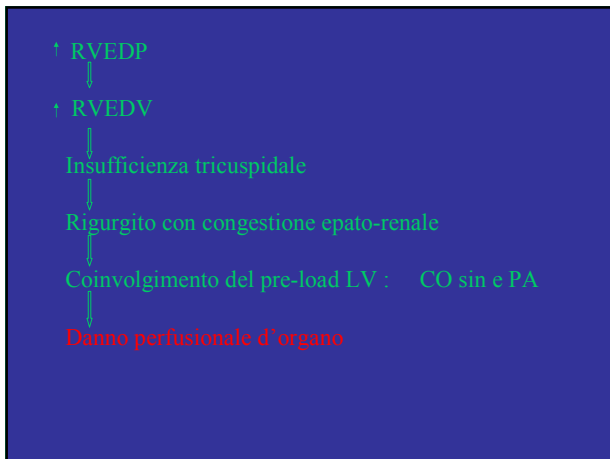 ↑ RVEDP
↑ RVEDV
Insufficienza tricuspidale
Rigurgito con congestione epato-renale
Coinvolgimento del pre-load LV : CO sin e PA
Danno perfusionale d'organo